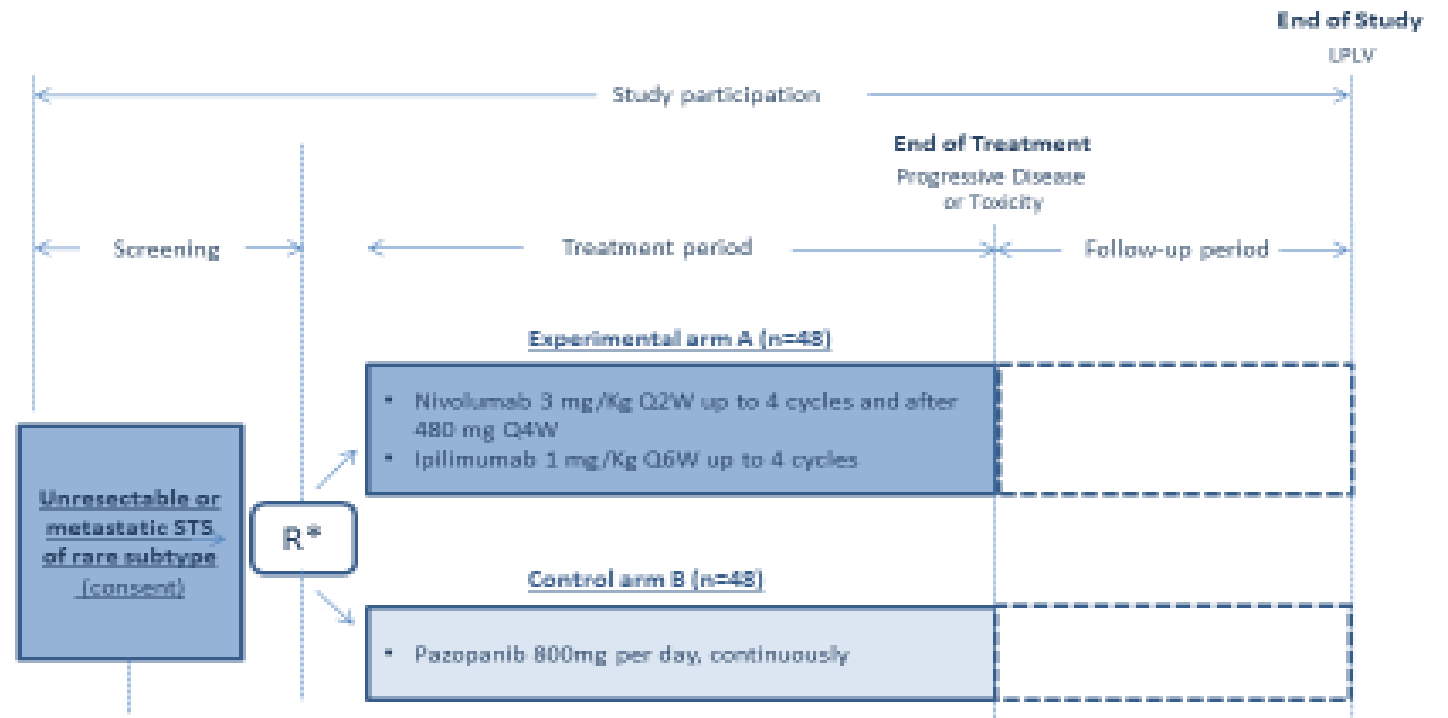 End of Study
LPLV
Study participation
End of Treatment
Progressive Disease
or Toxicity
Screening
Treatment period
Follow-up period
Experimental arm A (n=48)
• Nivolumab 3 mg/Kg Q2W up to 4 cycles and after
480 mg Q4W
• Ipilimumab 1 mg/Kg Q6W up to 4 cycles
Unresectable or
metastatic STS
of rare subtype
(consent)
R*
Control arm B (n=48)
• Pazopanib 800mg per day, continuously